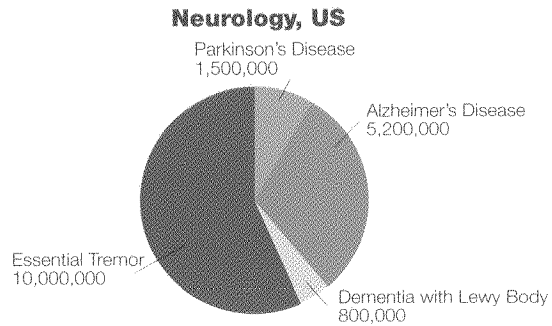 Neurology, US
Parkinson's Disease
1,500,000
Alzheimer's Disease
5,200,000
Essential Tremor
10,000,000
Dementia with Lewy Body
800,000